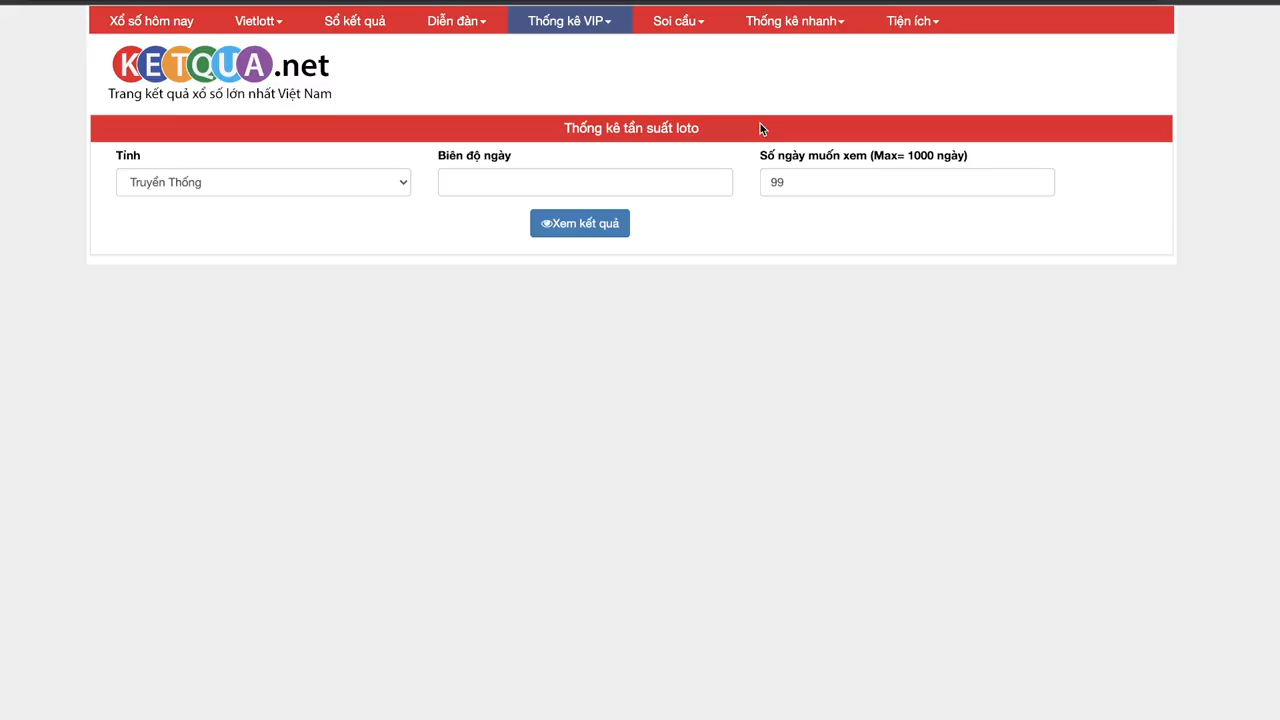 Xổ số hôm nay Vietlott Sổ kết quả Diễn đàn Thống kê VIP Soi cầu Thống kê nhanh Tiện ích
KETQUA.net
Trang kết quả xổ số lớn nhất Việt Nam
Thống kê tần suất loto
Tỉnh Biên độ ngày Số ngày muốn xem (Max= 1000 ngày)
Truyền Thống 99
Xem kết quả